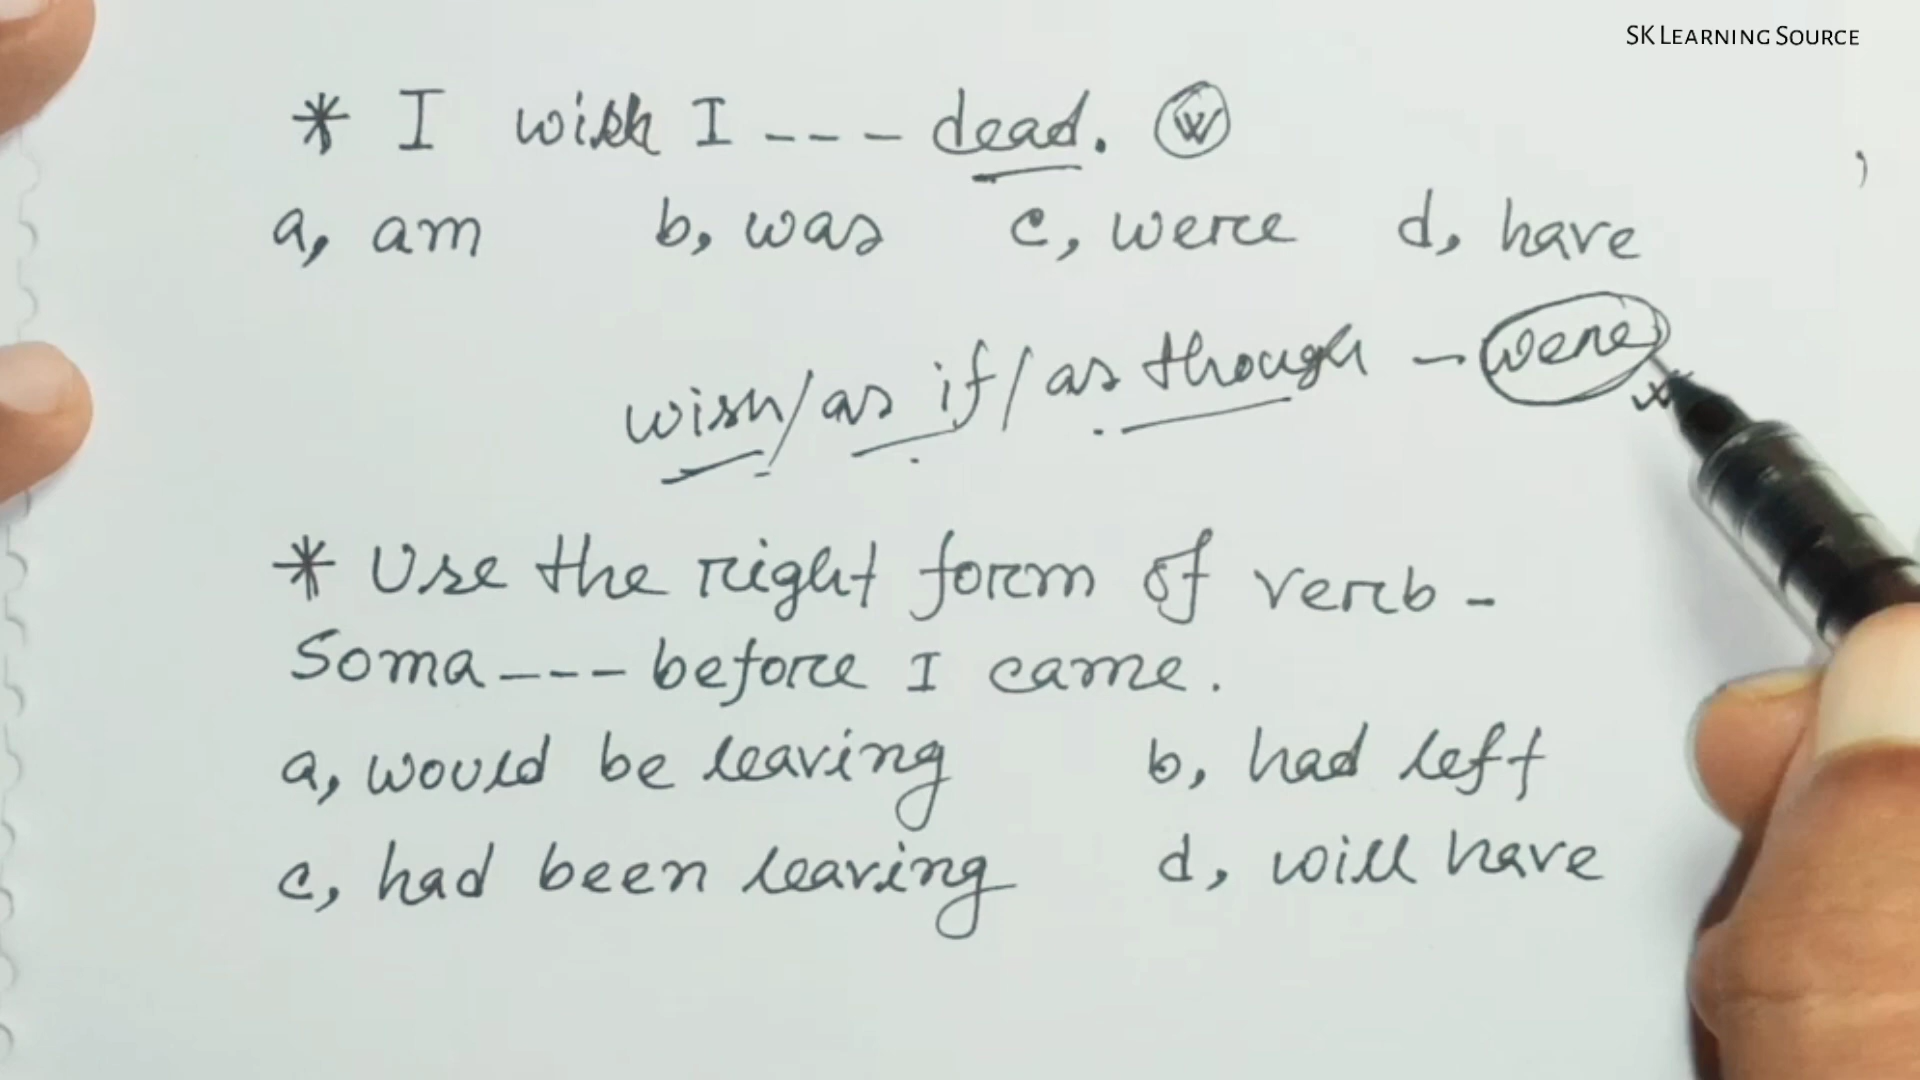 SK LEARNING SOURCE
* I wish I --- dead. W
a, am b, was c, were d, have
wish/as if/as though - were
* Use the right form of verb -
Soma --- before I came.
a, would be leaving b, had left
c, had been leaving d, will have